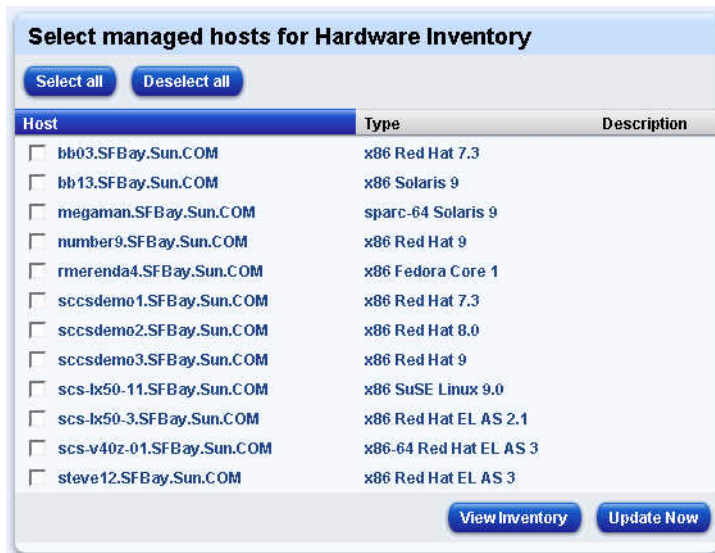 Select managed hosts for Hardware Inventory
Select all Deselect all
Host Type Description
bb03.SFBay.Sun.COM x86 Red Hat 7.3
bb13.SFBay.Sun.COM x86 Solaris 9
megaman.SFBay.Sun.COM sparc-64 Solaris 9
number9.SFBay.Sun.COM x86 Red Hat 9
rmerenda4.SFBay.Sun.COM x86 Fedora Core 1
sccsdemo1.SFBay.Sun.COM x86 Red Hat 7.3
sccsdemo2.SFBay.Sun.COM x86 Red Hat 8.0
sccsdemo3.SFBay.Sun.COM x86 Red Hat 9
scs-lx50-11.SFBay.Sun.COM x86 SuSE Linux 9.0
scs-lx50-3.SFBay.Sun.COM x86 Red Hat EL AS 2.1
scs-v40z-01.SFBay.Sun.COM x86-64 Red Hat EL AS 3
steve12.SFBay.Sun.COM x86 Red Hat EL AS 3
View Inventory Update Now